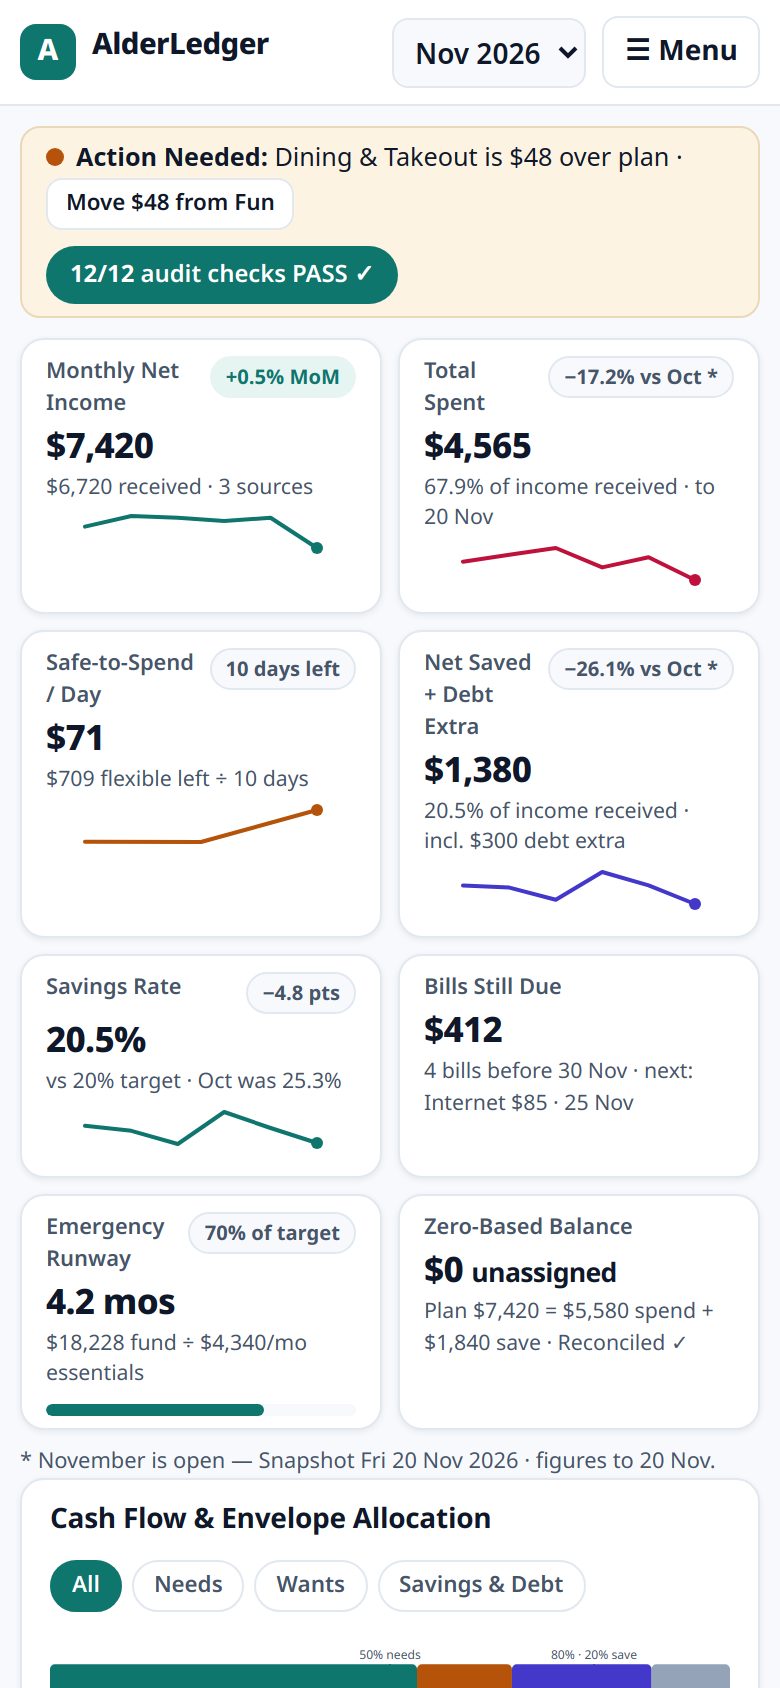 A AlderLedger Nov 2026 ☰ Menu
Action Needed: Dining & Takeout is $48 over plan ·
Move $48 from Fun
12/12 audit checks PASS ✓
Monthly Net Income
+0.5% MoM
$7,420
$6,720 received · 3 sources
Total Spent
−17.2% vs Oct *
$4,565
67.9% of income received · to
20 Nov
Safe-to-Spend
/ Day
10 days left
$71
$709 flexible left ÷ 10 days
Net Saved
+ Debt
Extra
−26.1% vs Oct *
$1,380
20.5% of income received ·
incl. $300 debt extra
Savings Rate
−4.8 pts
20.5%
vs 20% target · Oct was 25.3%
Bills Still Due
$412
4 bills before 30 Nov · next:
Internet $85 · 25 Nov
Emergency
Runway
70% of target
4.2 mos
$18,228 fund ÷ $4,340/mo
essentials
Zero-Based Balance
$0 unassigned
Plan $7,420 = $5,580 spend +
$1,840 save · Reconciled ✓
* November is open — Snapshot Fri 20 Nov 2026 · figures to 20 Nov.
Cash Flow & Envelope Allocation
All Needs Wants Savings & Debt
50% needs 80% · 20% save